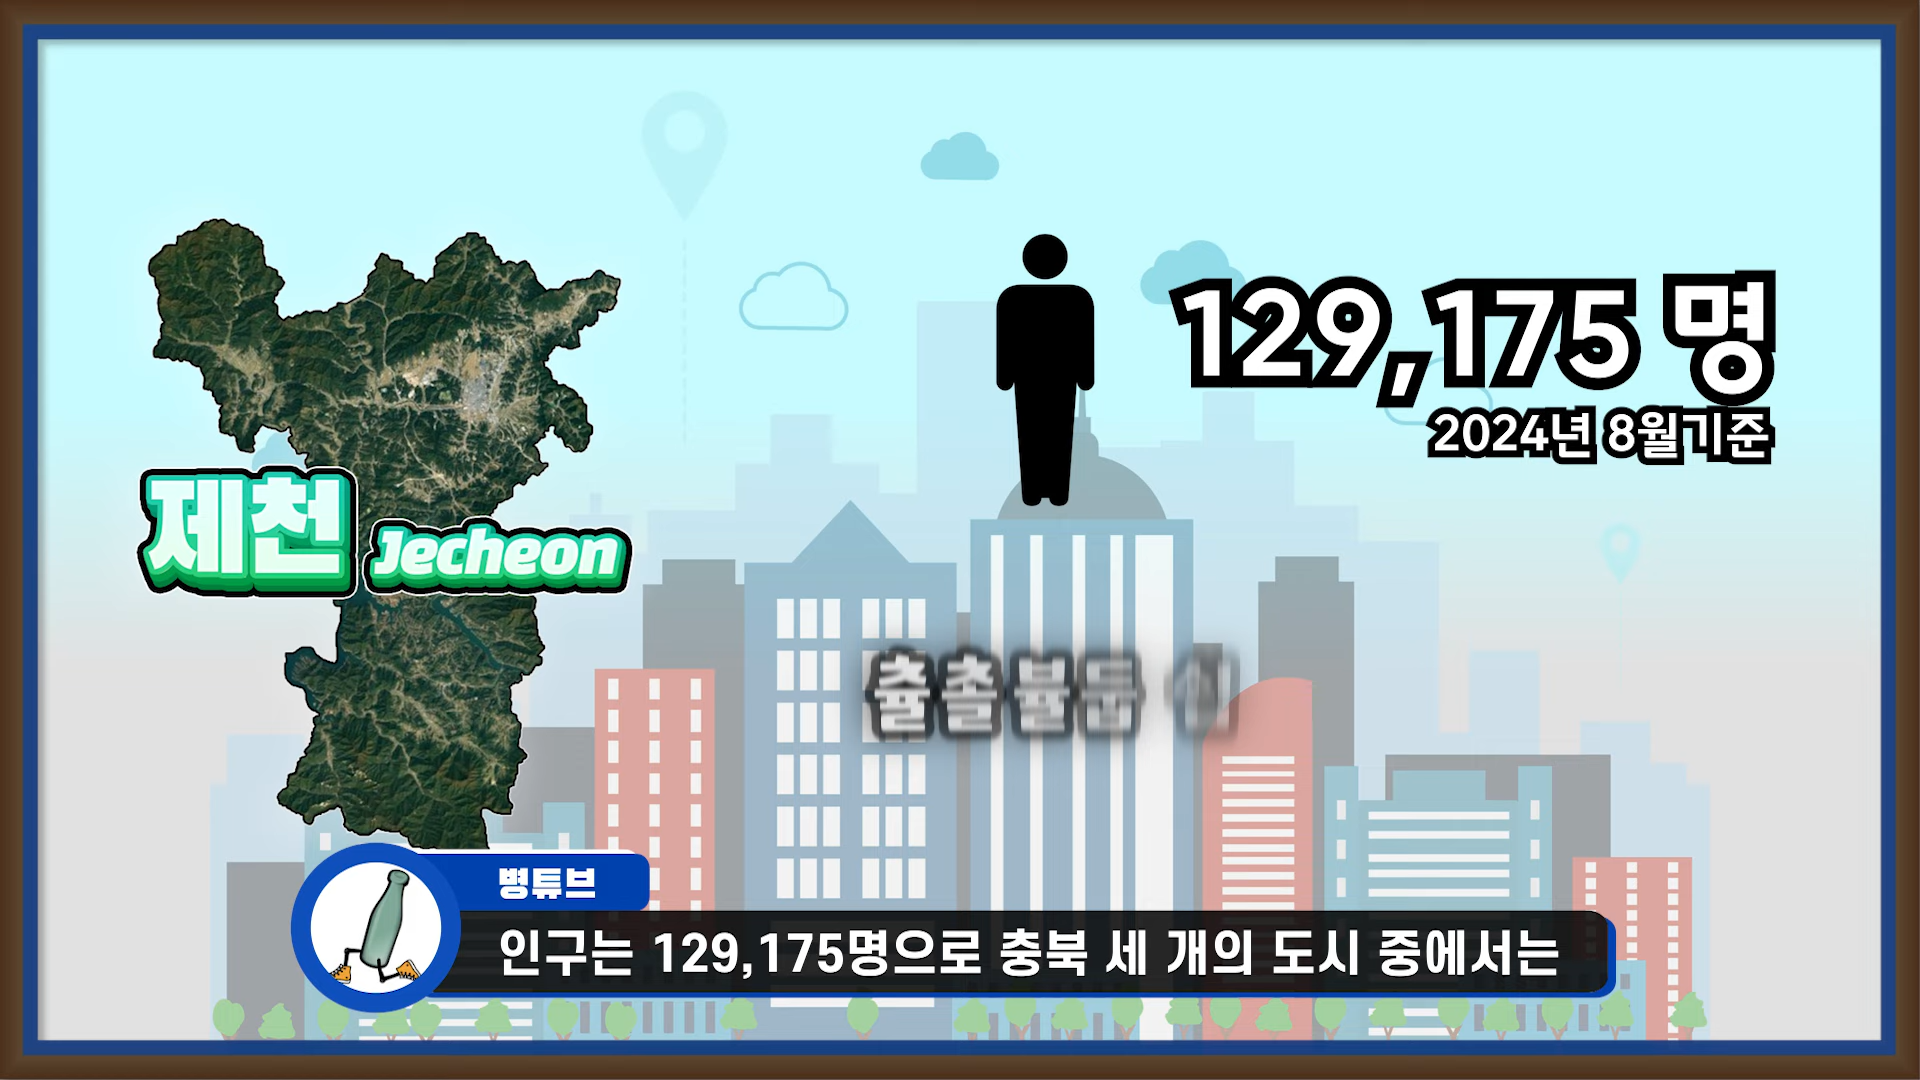 129,175 명
2024년 8월기준
제천 Jecheon
병튜브
인구는 129,175명으로 충북 세 개의 도시 중에서는